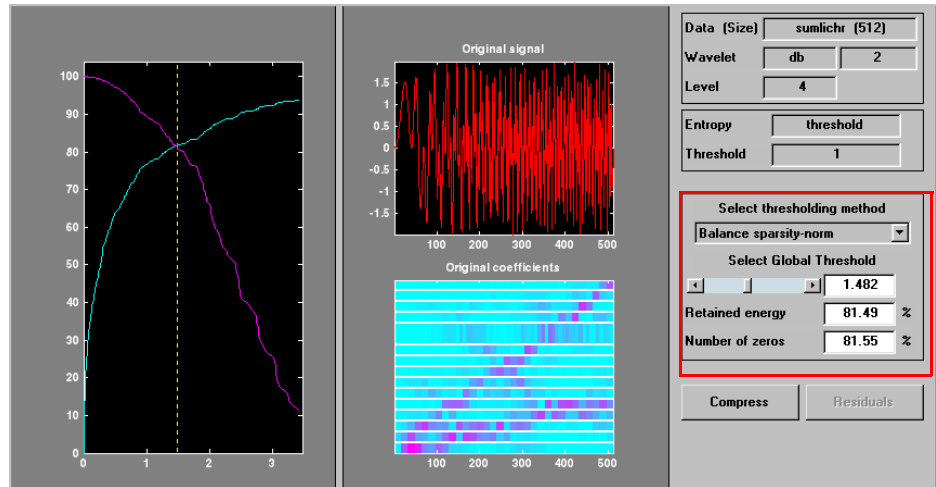 100
90
80
70
60
50
40
30
20
10
0
0 1 2 3
Original signal
1.5
1
0.5
0
-0.5
-1
-1.5
100 200 300 400 500
Original coefficients
100 200 300 400 500
Data (Size) sumlichr (512)
Wavelet db 2
Level 4
Entropy threshold
Threshold 1
Select thresholding method
Balance sparsity-norm
Select Global Threshold
1.482
Retained energy 81.49 %
Number of zeros 81.55 %
Compress Residuals